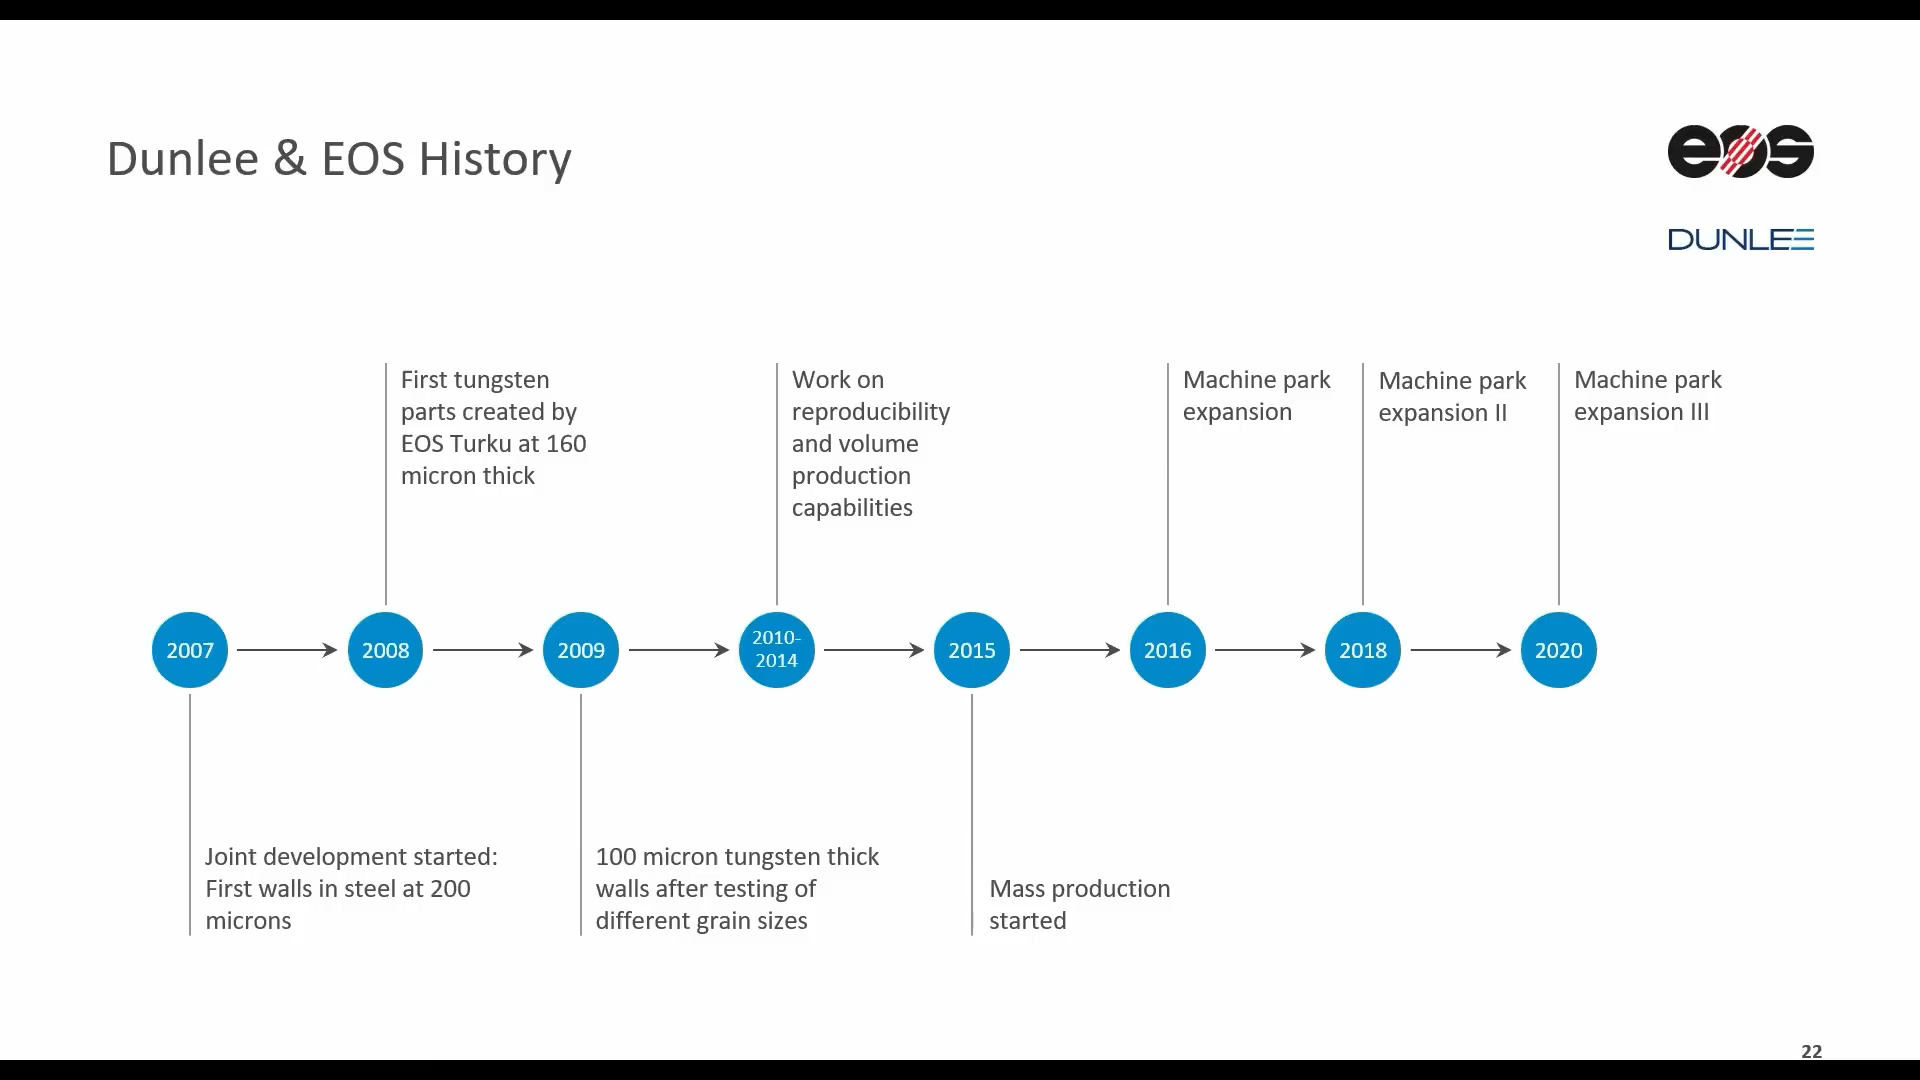 Dunlee & EOS History
eos
DUNLEE
First tungsten
parts created by
EOS Turku at 160
micron thick
Work on
reproducibility
and volume
production
capabilities
Machine park
expansion
Machine park
expansion II
Machine park
expansion III
2007
2008
2009
2010-
2014
2015
2016
2018
2020
Joint development started:
First walls in steel at 200
microns
100 micron tungsten thick
walls after testing of
different grain sizes
Mass production
started
22